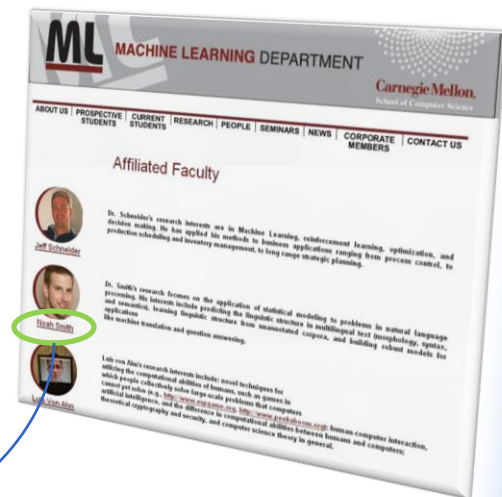 ML MACHINE LEARNING DEPARTMENT
Carnegie Mellon.
School of Computer Science
ABOUT US | PROSPECTIVE STUDENTS | CURRENT STUDENTS | RESEARCH | PEOPLE | SEMINARS | NEWS | CORPORATE MEMBERS | CONTACT US
Affiliated Faculty
Dr. Schneider's research interests are in Machine Learning, reinforcement learning, optimization, and
decision making. He has applied his methods to business applications ranging from process control, to
production scheduling and inventory management, to long range strategic planning.
Jeff Schneider
Dr. Smith's research focuses on the application of statistical modeling to problems in natural language
processing. His interests include predicting the linguistic structure in multilingual text (morphology, syntax,
and semantics), learning linguistic structure from unannotated corpora, and building robust models for
applications
like machine translation and question answering.
Noah Smith
Luis von Ahn's research interests include: novel techniques for
utilizing the computational abilities of humans, such as games in
which people collectively solve large-scale problems that computers
cannot yet solve (e.g., http://www.espgame.org, http://www.peekaboom.org); human-computer interaction,
artificial intelligence, and the difference in computational abilities between humans and computers;
theoretical cryptography and security, and computer science theory in general.
Luis Von Ahn